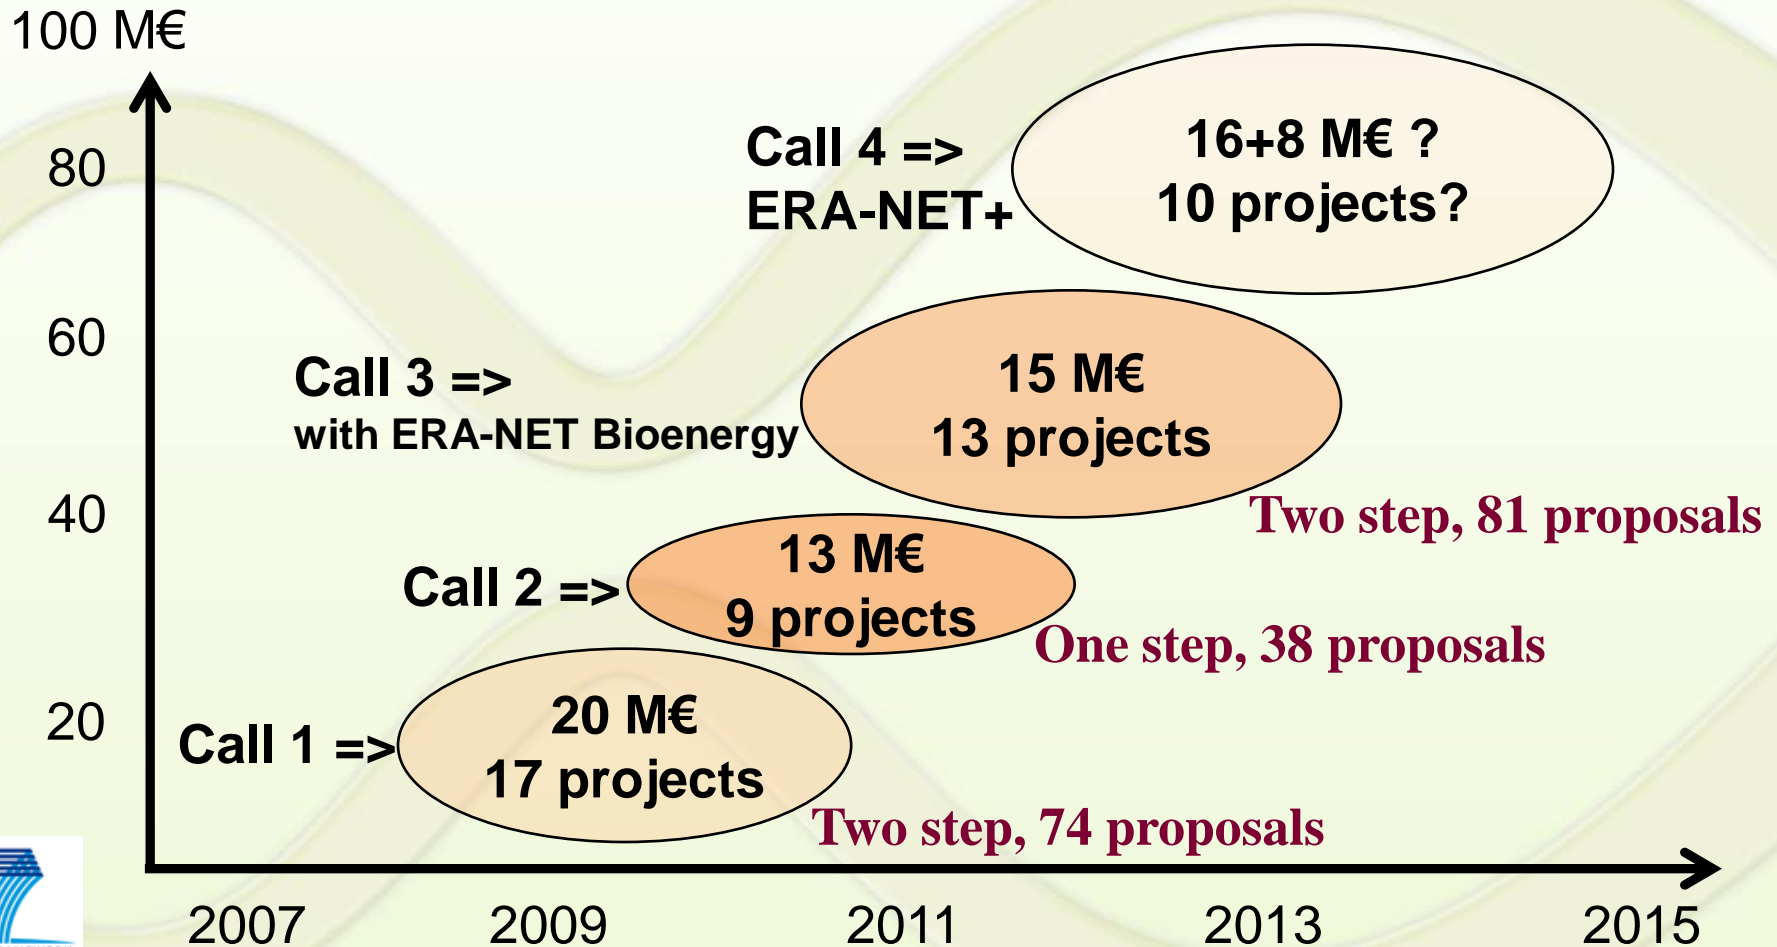 100 M€
80
60
40
20
Call 4 =>
ERA-NET+
16+8 M€ ?
10 projects?
Call 3 =>
with ERA-NET Bioenergy
15 M€
13 projects
Two step, 81 proposals
Call 2 =>
13 M€
9 projects
One step, 38 proposals
Call 1 =>
20 M€
17 projects
Two step, 74 proposals
2007
2009
2011
2013
2015